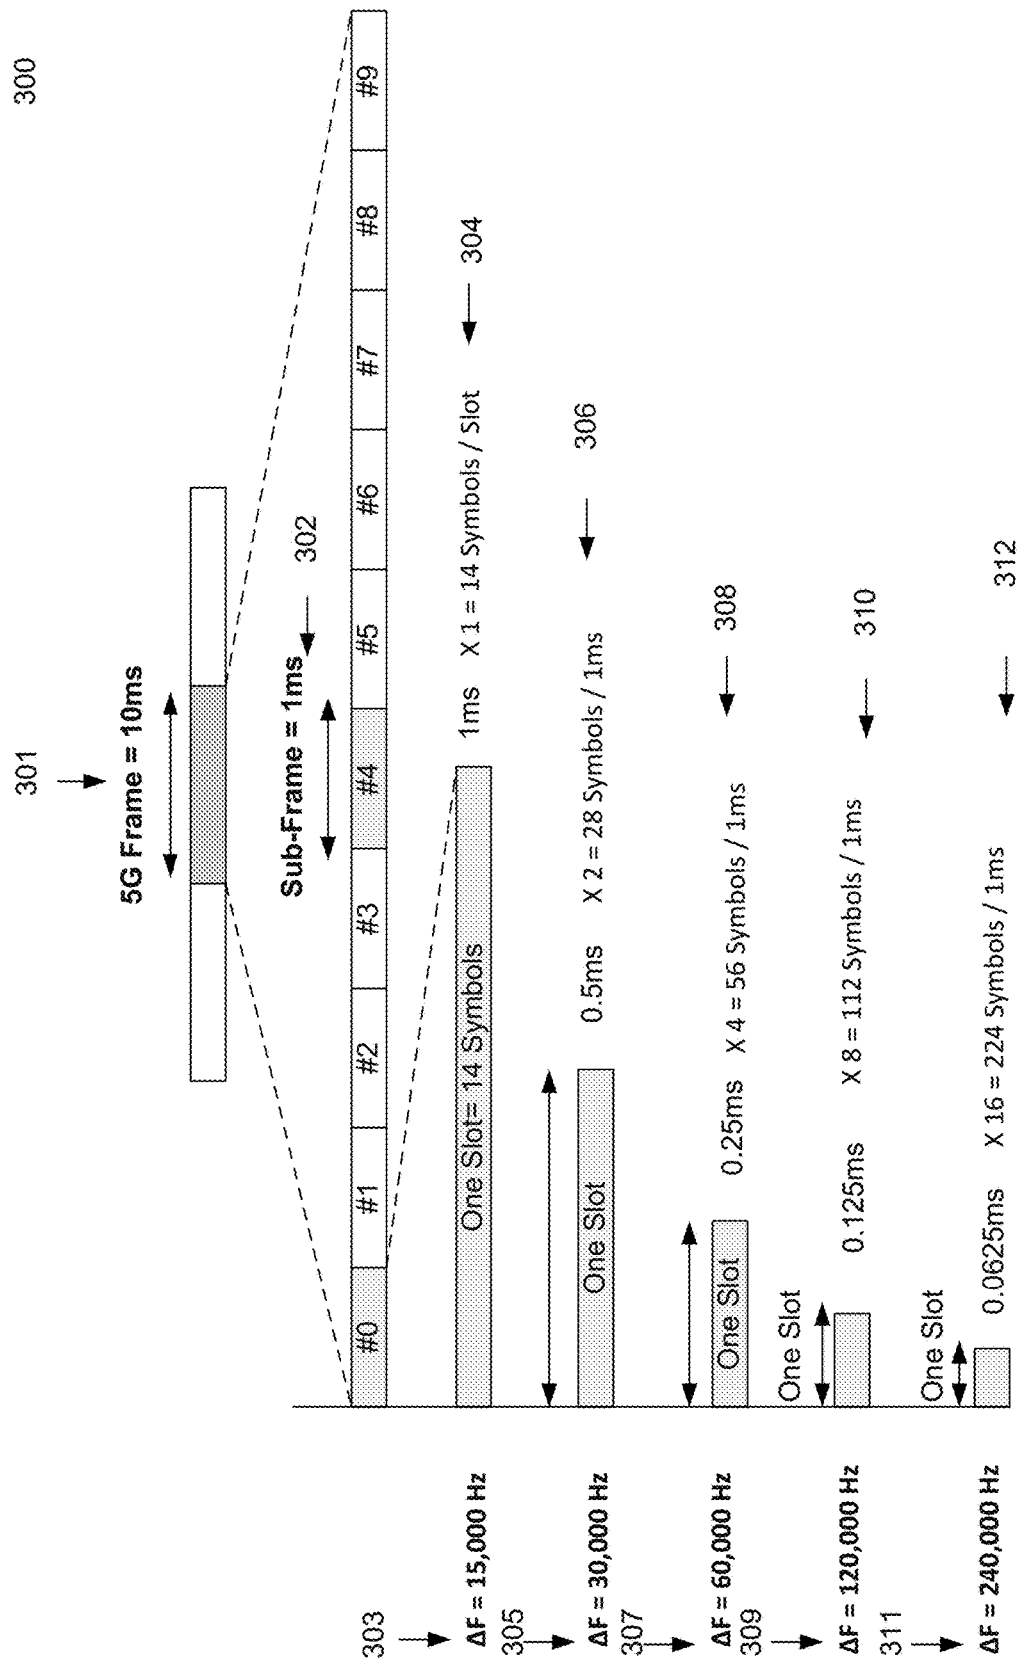 300
301
5G Frame = 10ms
302
Sub-Frame = 1ms
#0 #1 #2 #3 #4 #5 #6 #7 #8 #9
303
304
ΔF = 15,000 Hz One Slot= 14 Symbols 1ms X 1 = 14 Symbols / Slot
305
306
ΔF = 30,000 Hz One Slot 0.5ms X 2 = 28 Symbols / 1ms
307
308
ΔF = 60,000 Hz One Slot 0.25ms X 4 = 56 Symbols / 1ms
309
310
One Slot
ΔF = 120,000 Hz 0.125ms X 8 = 112 Symbols / 1ms
311
312
One Slot
ΔF = 240,000 Hz 0.0625ms X 16 = 224 Symbols / 1ms